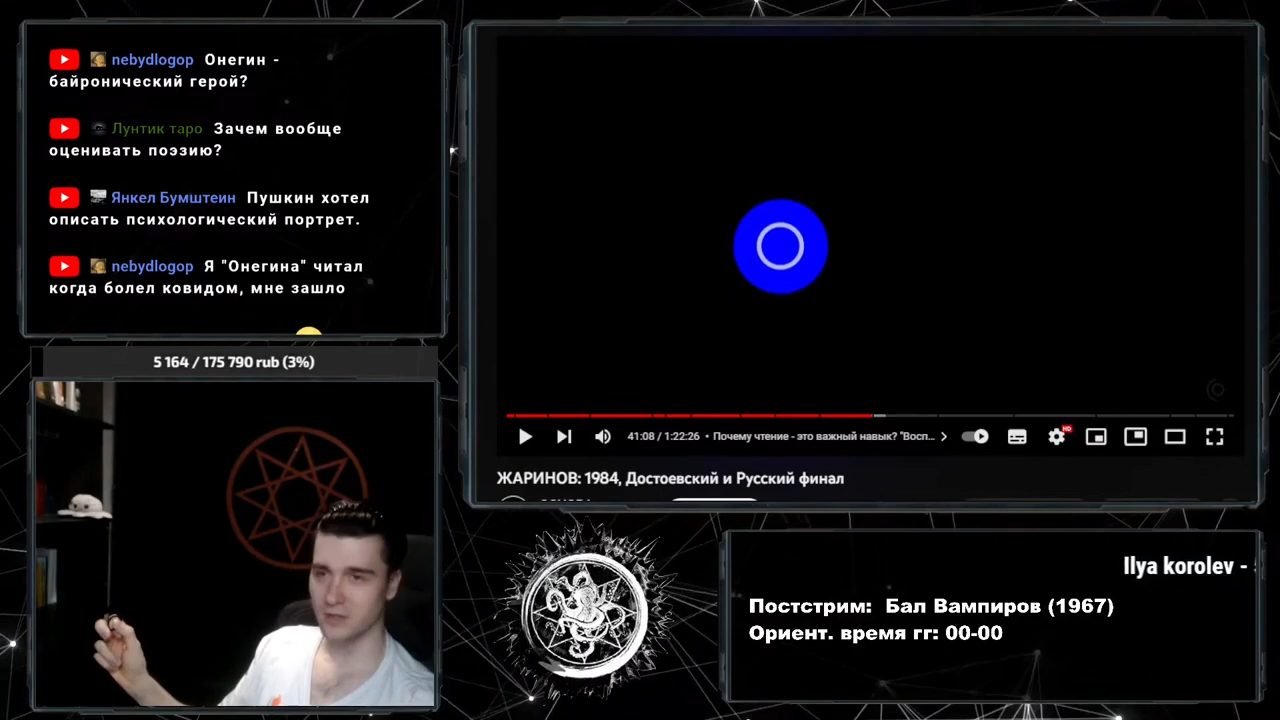 nebydlogop Онегин -
байронический герой?
Лунтик таро Зачем вообще
оценивать поэзию?
Янкел Бумштеин Пушкин хотел
описать психологический портрет.
nebydlogop Я "Онегина" читал
когда болел ковидом, мне зашло
5 164 / 175 790 rub (3%)
41:08 / 1:22:26 • Почему чтение - это важный навык? "Восп...
HD
ЖАРИНОВ: 1984, Достоевский и Русский финал
Ilya korolev -
Постстрим: Бал Вампиров (1967)
Ориент. время гг: 00-00